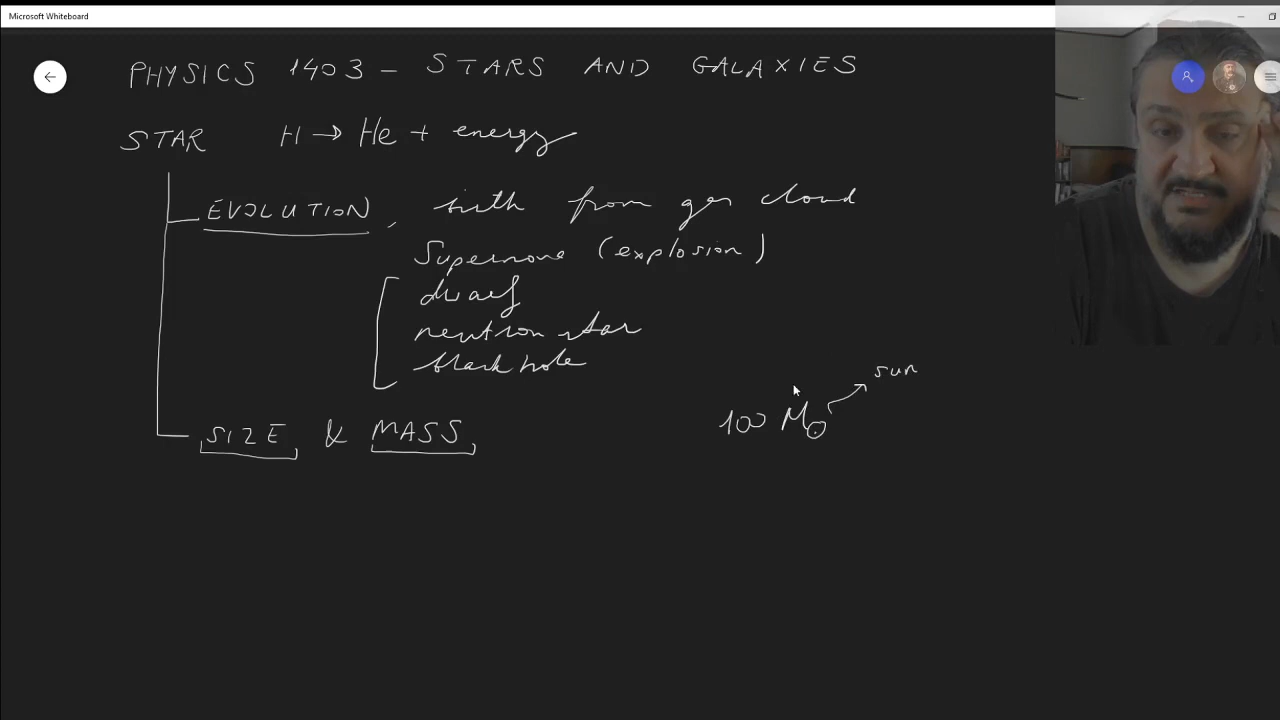 Microsoft Whiteboard
PHYSICS 1403 - STARS AND GALAXIES
STAR H → He + energy
EVOLUTION, birth from gas cloud
Supernova (explosion)
dwarf
neutron star
black hole
sun
SIZE & MASS 100 M☉